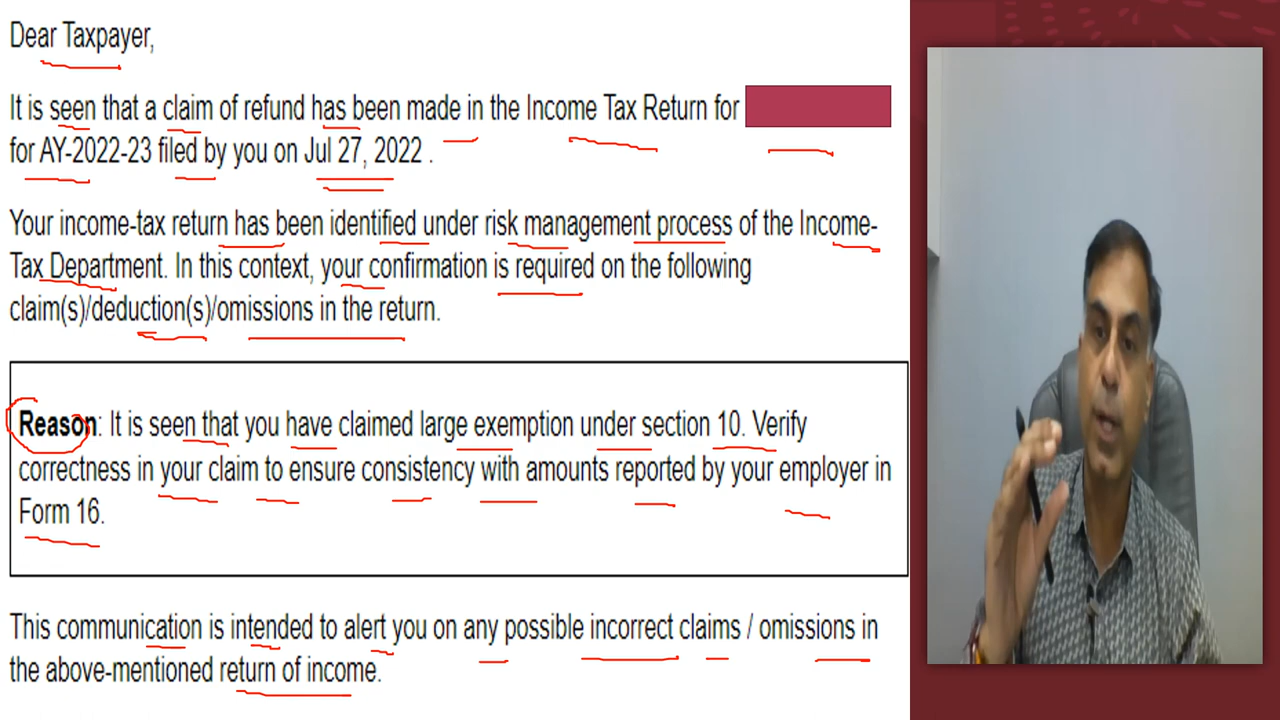 Dear Taxpayer,
It is seen that a claim of refund has been made in the Income Tax Return for
for AY-2022-23 filed by you on Jul 27, 2022 .
Your income-tax return has been identified under risk management process of the Income-
Tax Department. In this context, your confirmation is required on the following
claim(s)/deduction(s)/omissions in the return.
Reason: It is seen that you have claimed large exemption under section 10. Verify
correctness in your claim to ensure consistency with amounts reported by your employer in
Form 16.
This communication is intended to alert you on any possible incorrect claims / omissions in
the above-mentioned return of income.